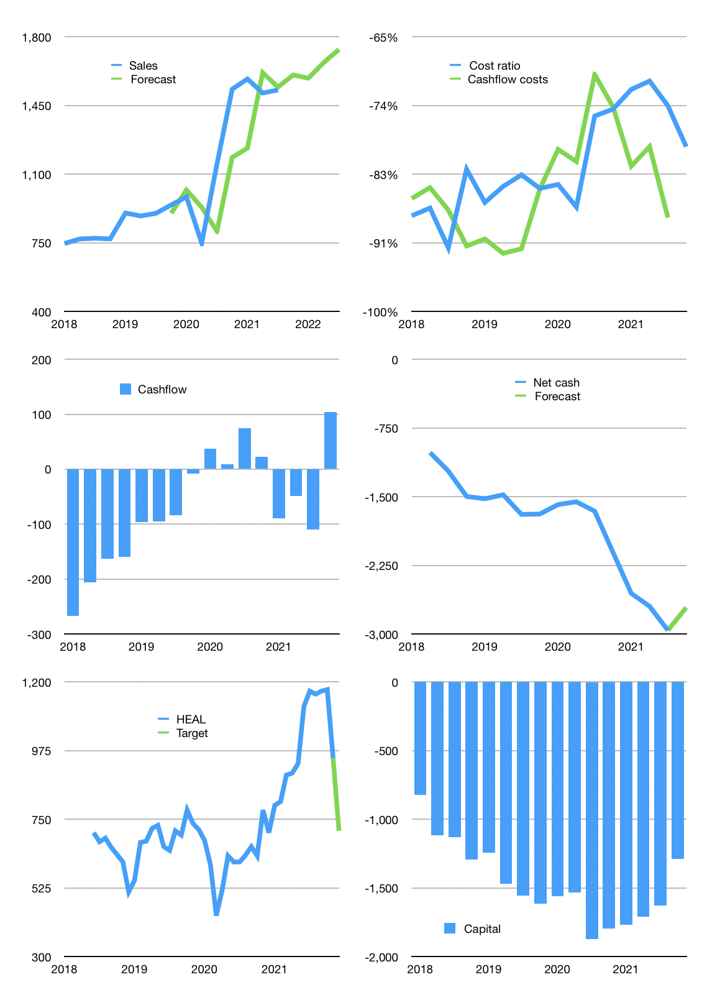 1,800
Sales
Forecast
1,450
1,100
750
400
2018 2019 2020 2021 2022
-65%
Cost ratio
Cashflow costs
-74%
-83%
-91%
-100%
2018 2019 2020 2021
200
Cashflow
100
0
-100
-200
-300
2018 2019 2020 2021
0
Net cash
Forecast
-750
-1,500
-2,250
-3,000
2018 2019 2020 2021
1,200
HEAL
Target
975
750
525
300
2018 2019 2020 2021
0
-500
-1,000
-1,500
Capital
-2,000
2018 2019 2020 2021